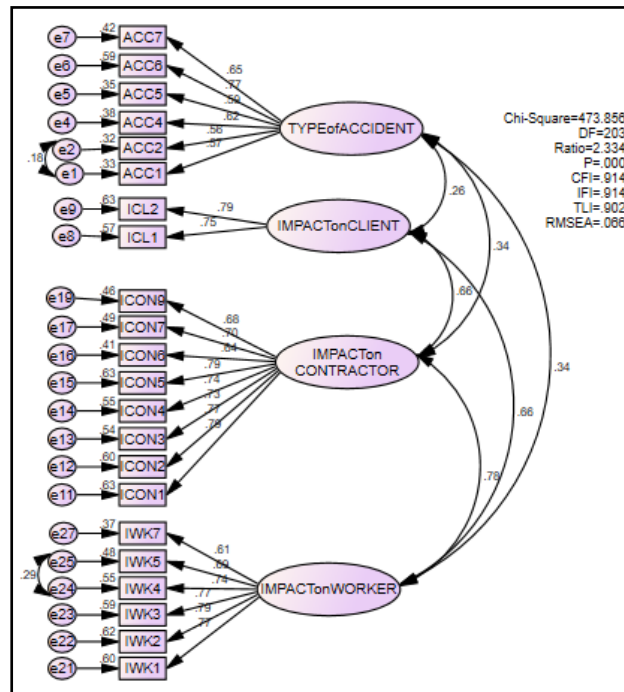 e7 .42 ACC7
e6 .59 ACC6
e5 .35 ACC5
e4 .38 ACC4
e2 .32 ACC2
e1 .33 ACC1
.18
.65
.77
.59
.62
.56
.57
TYPEofACCIDENT
Chi-Square=473.856
DF=203
Ratio=2.334
P=.000
CFI=.914
IFI=.914
TLI=.902
RMSEA=.066
e9 .63 ICL2
e8 .57 ICL1
.79
.75
IMPACTonCLIENT
.26
.34
.66
.34
.66
.78
e19 .46 ICON9
e17 .49 ICON7
e16 .41 ICON6
e15 .63 ICON5
e14 .55 ICON4
e13 .54 ICON3
e12 .60 ICON2
e11 .63 ICON1
.68
.70
.64
.79
.74
.73
.77
.79
IMPACTon
CONTRACTOR
e27 .37 IWK7
e25 .48 IWK5
e24 .55 IWK4
e23 .59 IWK3
e22 .62 IWK2
e21 .60 IWK1
.29
.61
.69
.74
.77
.79
.77
IMPACTonWORKER